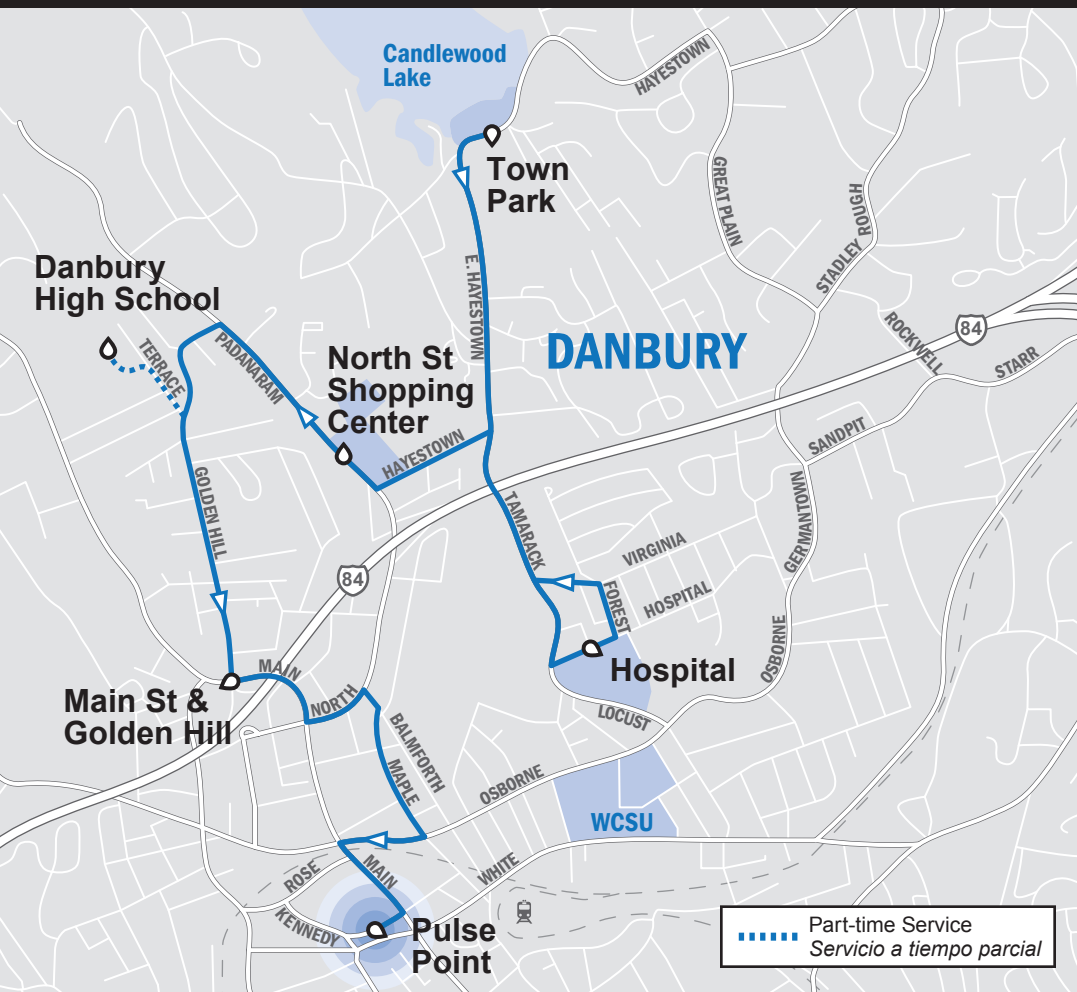 Candlewood
Lake
HAYESTOWN
Town
Park
GREAT PLAIN
STADLEY ROUGH
Danbury
High School
E. HAYESTOWN
84
ROCKWELL
STARR
TERRACE
PADANARAM
North St
Shopping
Center
DANBURY
HAYESTOWN
SANDPIT
GOLDEN HILL
TAMARACK
GERMANTOWN
VIRGINIA
84
FOREST
HOSPITAL
OSBORNE
Hospital
MAIN
Main St &
Golden Hill
NORTH
LOCUST
BALMFORTH
MAPLE
OSBORNE
WCSU
ROSE
MAIN
WHITE
KENNEDY
Pulse
Point
Part-time Service
Servicio a tiempo parcial